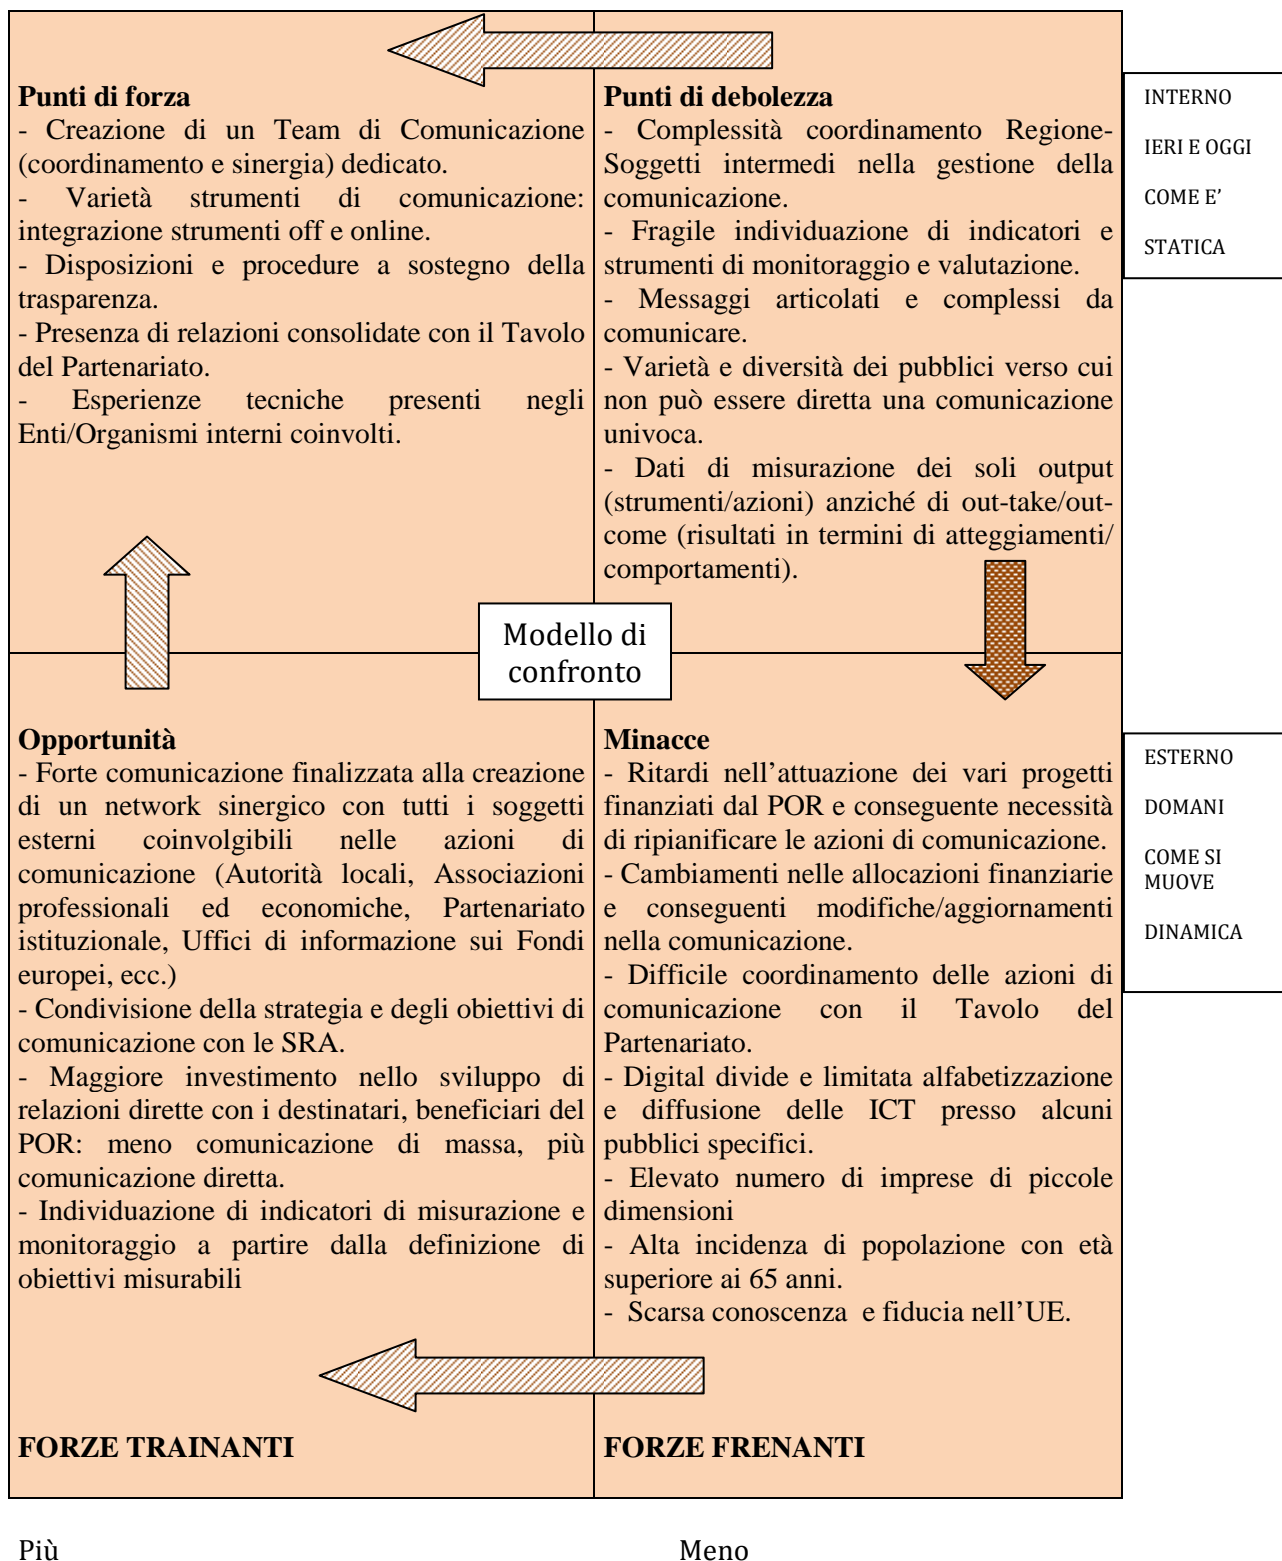 Punti di forza
- Creazione di un Team di Comunicazione
(coordinamento e sinergia) dedicato.
- Varietà strumenti di comunicazione:
integrazione strumenti off e online.
- Disposizioni e procedure a sostegno della
trasparenza.
- Presenza di relazioni consolidate con il Tavolo
del Partenariato.
- Esperienze tecniche presenti negli
Enti/Organismi interni coinvolti.
Punti di debolezza
- Complessità coordinamento Regione-
Soggetti intermedi nella gestione della
comunicazione.
- Fragile individuazione di indicatori e
strumenti di monitoraggio e valutazione.
- Messaggi articolati e complessi da
comunicare.
- Varietà e diversità dei pubblici verso cui
non può essere diretta una comunicazione
univoca.
- Dati di misurazione dei soli output
(strumenti/azioni) anziché di out-take/out-
come (risultati in termini di atteggiamenti/
comportamenti).
INTERNO
IERI E OGGI
COME E’
STATICA
Modello di
confronto
Opportunità
- Forte comunicazione finalizzata alla creazione
di un network sinergico con tutti i soggetti
esterni coinvolgibili nelle azioni di
comunicazione (Autorità locali, Associazioni
professionali ed economiche, Partenariato
istituzionale, Uffici di informazione sui Fondi
europei, ecc.)
- Condivisione della strategia e degli obiettivi di
comunicazione con le SRA.
- Maggiore investimento nello sviluppo di
relazioni dirette con i destinatari, beneficiari del
POR: meno comunicazione di massa, più
comunicazione diretta.
- Individuazione di indicatori di misurazione e
monitoraggio a partire dalla definizione di
obiettivi misurabili
FORZE TRAINANTI
Minacce
- Ritardi nell’attuazione dei vari progetti
finanziati dal POR e conseguente necessità
di ripianificare le azioni di comunicazione.
- Cambiamenti nelle allocazioni finanziarie
e conseguenti modifiche/aggiornamenti
nella comunicazione.
- Difficile coordinamento delle azioni di
comunicazione con il Tavolo del
Partenariato.
- Digital divide e limitata alfabetizzazione
e diffusione delle ICT presso alcuni
pubblici specifici.
- Elevato numero di imprese di piccole
dimensioni
- Alta incidenza di popolazione con età
superiore ai 65 anni.
- Scarsa conoscenza e fiducia nell’UE.
FORZE FRENANTI
ESTERNO
DOMANI
COME SI
MUOVE
DINAMICA
Più
Meno